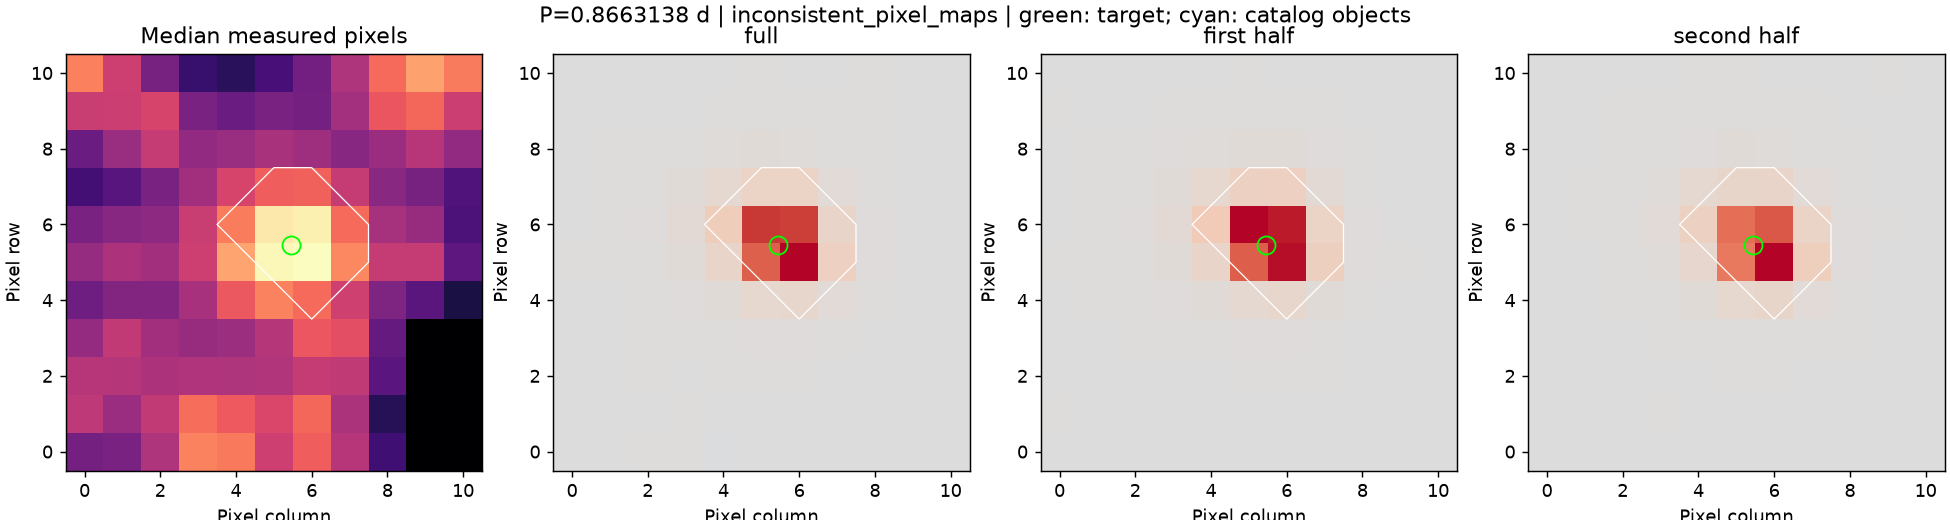 P=0.8663138 d | inconsistent_pixel_maps | green: target; cyan: catalog objects
Median measured pixels
full
first half
second half
Pixel row
10
8
6
4
2
0
0 2 4 6 8 10
Pixel column
Pixel row
10
8
6
4
2
0
0 2 4 6 8 10
Pixel column
Pixel row
10
8
6
4
2
0
0 2 4 6 8 10
Pixel column
Pixel row
10
8
6
4
2
0
0 2 4 6 8 10
Pixel column